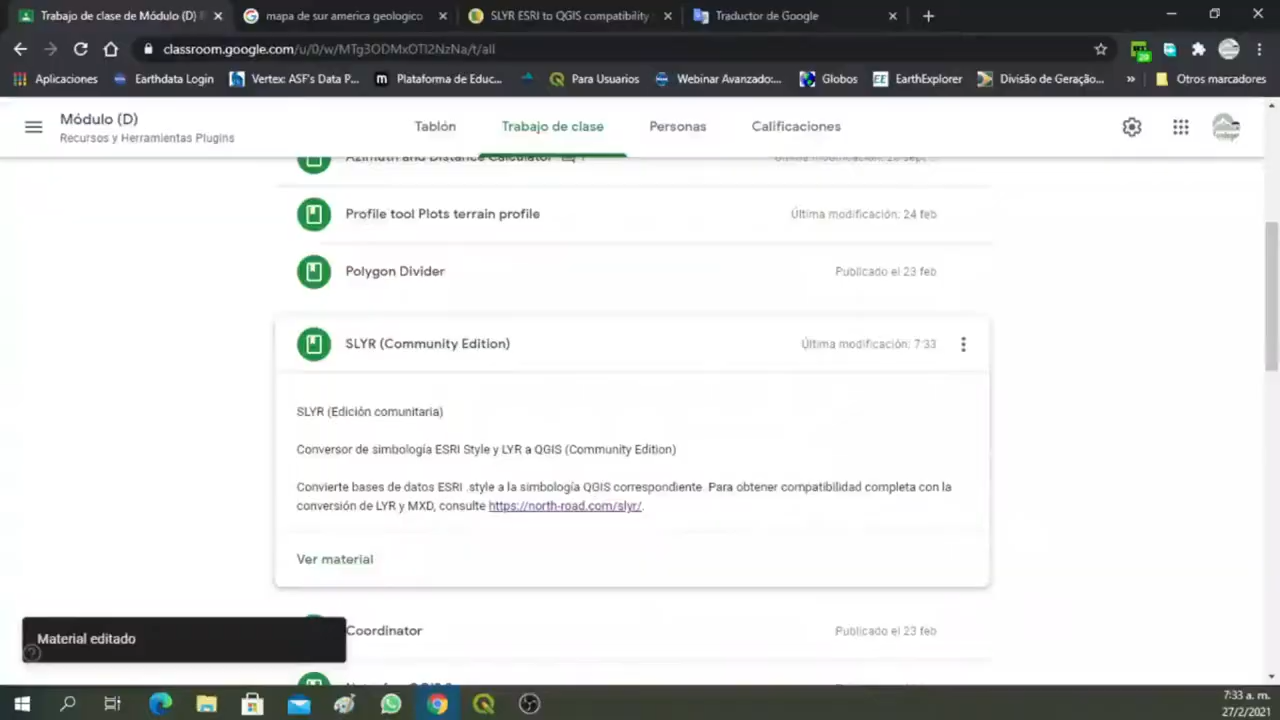 Trabajo de clase de Módulo (D)
mapa de sur america geologico
SLYR ESRI to QGIS compatibility
Traductor de Google
classroom.google.com/u/0/w/MTg3ODMxOTI2NzNa/t/all
Aplicaciones
Earthdata Login
Vertex: ASF's Data P...
Plataforma de Educ...
Para Usuarios
Webinar Avanzado:...
Globos
EarthExplorer
Divisão de Geração...
»
Otros marcadores
Módulo (D)
Recursos y Herramientas Plugins
Tablón
Trabajo de clase
Personas
Calificaciones
Azimuth and Distance Calculator
Profile tool Plots terrain profile
Última modificación: 24 feb
Polygon Divider
Publicado el 23 feb
SLYR (Community Edition)
Última modificación: 7:33
SLYR (Edición comunitaria)
Conversor de simbología ESRI Style y LYR a QGIS (Community Edition)
Convierte bases de datos ESRI .style a la simbología QGIS correspondiente. Para obtener compatibilidad completa con la
conversión de LYR y MXD, consulte https://north-road.com/slyr/.
Ver material
Material editado
Coordinator
Publicado el 23 feb
7:33 a. m.
27/2/2021